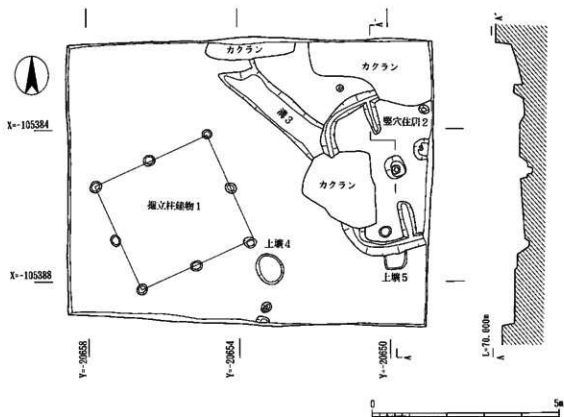 A'
A'
カクラン
カクラン
溝3
竪穴住居2
X=-105384
カクラン
掘立柱建物1
土壙4
土壙5
X=-105388
Y=-20658
Y=-20654
Y=-20650
A
L=70.000m
A
0
5m